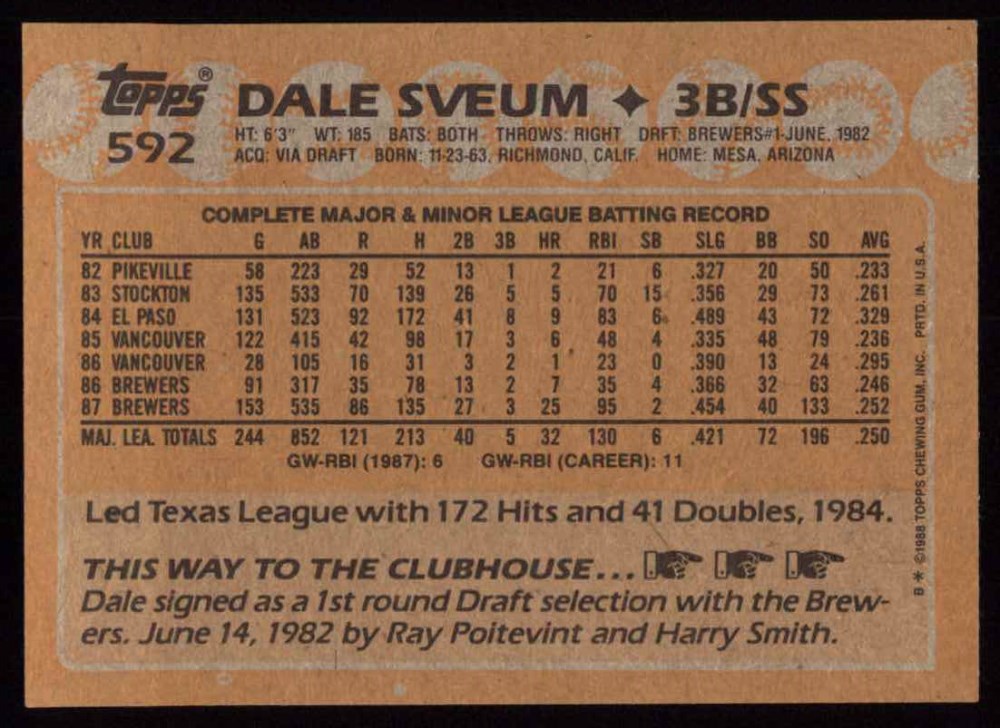 Topps® DALE SVEUM ✦ 3B/SS
592
HT: 6'3" WT: 185 BATS: BOTH THROWS: RIGHT DRFT: BREWERS#1-JUNE, 1982
ACQ: VIA DRAFT BORN: 11-23-63, RICHMOND, CALIF. HOME: MESA, ARIZONA
COMPLETE MAJOR & MINOR LEAGUE BATTING RECORD
YR CLUB G AB R H 2B 3B HR RBI SB SLG BB SO AVG
82 PIKEVILLE 58 223 29 52 13 1 2 21 6 .327 20 50 .233
83 STOCKTON 135 533 70 139 26 5 5 70 15 .356 29 73 .261
84 EL PASO 131 523 92 172 41 8 9 83 6 .489 43 72 .329
85 VANCOUVER 122 415 42 98 17 3 6 48 4 .335 48 79 .236
86 VANCOUVER 28 105 16 31 3 2 1 23 0 .390 13 24 .295
86 BREWERS 91 317 35 78 13 2 7 35 4 .366 32 63 .246
87 BREWERS 153 535 86 135 27 3 25 95 2 .454 40 133 .252
MAJ. LEA. TOTALS 244 852 121 213 40 5 32 130 6 .421 72 196 .250
GW-RBI (1987): 6 GW-RBI (CAREER): 11
Led Texas League with 172 Hits and 41 Doubles, 1984.
THIS WAY TO THE CLUBHOUSE...
Dale signed as a 1st round Draft selection with the Brew-
ers. June 14, 1982 by Ray Poitevint and Harry Smith.
B * ©1988 TOPPS CHEWING GUM, INC. PRTD. IN U.S.A.